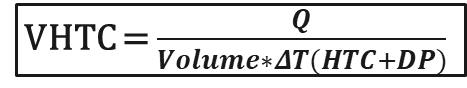 VHTC = Q / Volume*ΔT(HTC+DP)